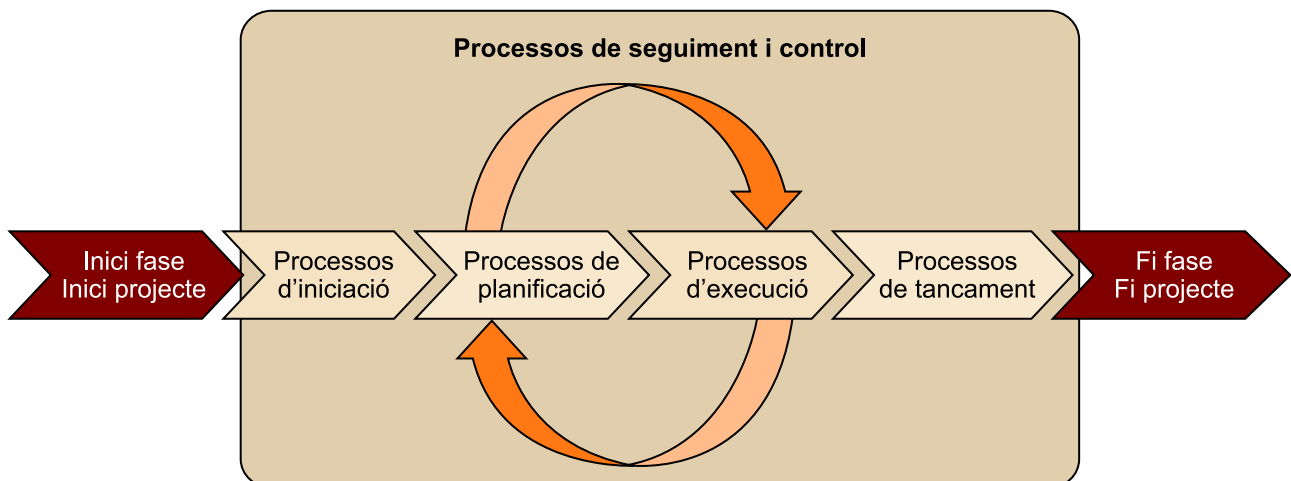 Processos de seguiment i control
Inici fase
Inici projecte
Processos
d’iniciació
Processos de
planificació
Processos
d’execució
Processos
de tancament
Fi fase
Fi projecte